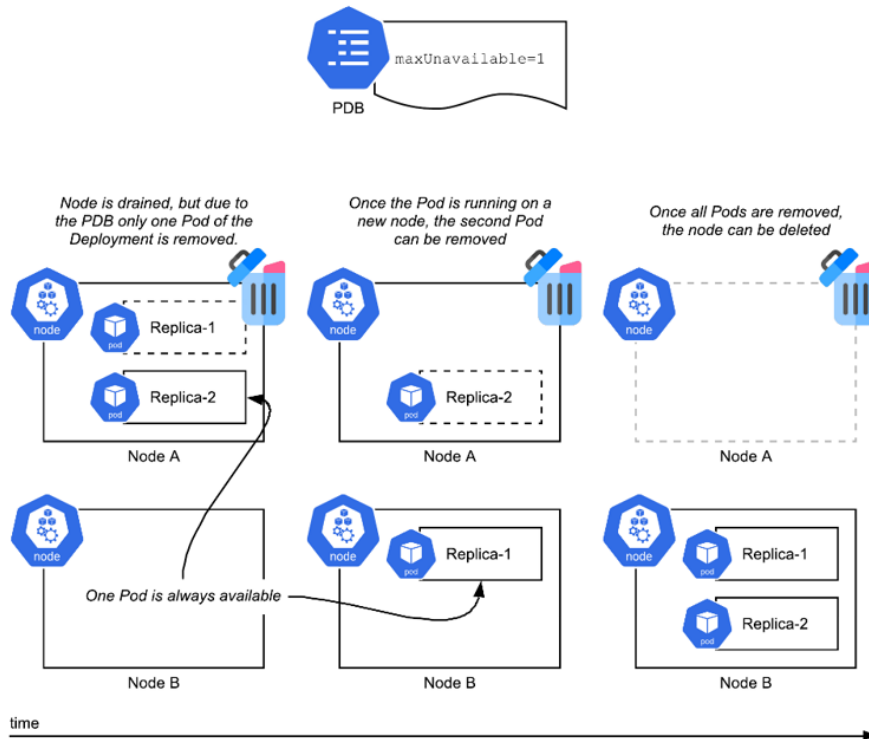 maxUnavailable=1
PDB
Node is drained, but due to
the PDB only one Pod of the
Deployment is removed.
Once the Pod is running on a
new node, the second Pod
can be removed
Once all Pods are removed,
the node can be deleted
node
pod
Replica-1
pod
Replica-2
Node A
node
pod
Replica-2
Node A
node
Node A
node
One Pod is always available
Node B
node
pod
Replica-1
Node B
node
pod
Replica-1
pod
Replica-2
Node B
time